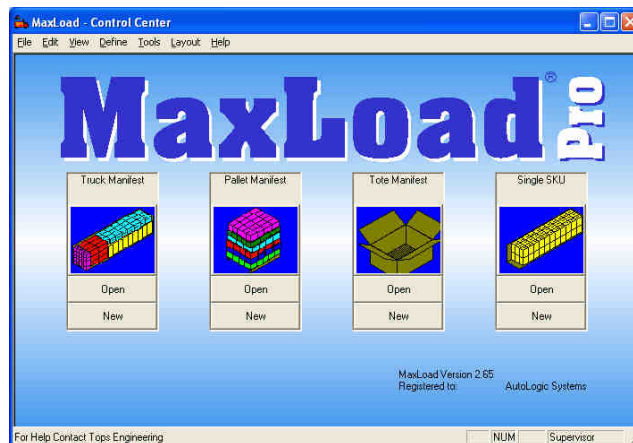 MaxLoad - Control Center
File Edit View Define Tools Layout Help
MaxLoad® Pro
Truck Manifest Pallet Manifest Tote Manifest Single SKU
Open Open Open Open
New New New New
MaxLoad Version 2.65
Registered to: AutoLogic Systems
For Help Contact Tops Engineering NUM Supervisor